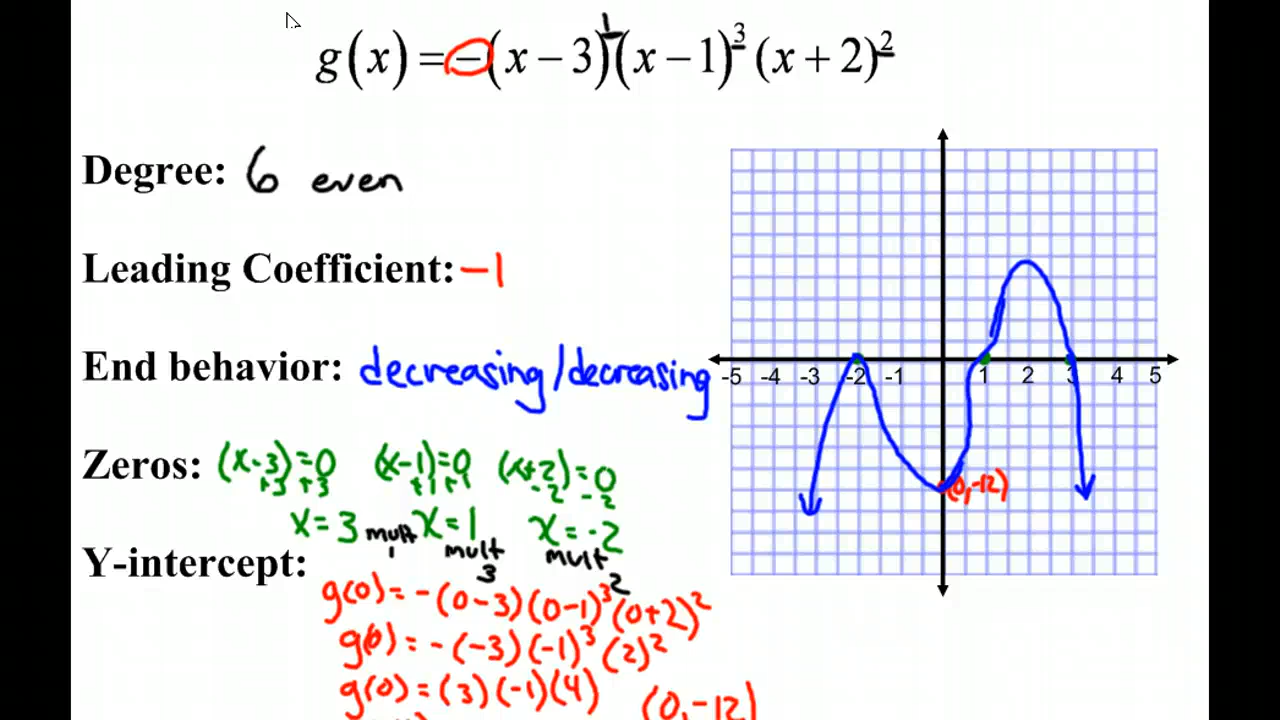 g(x) = −(x − 3)¹(x − 1)³ (x + 2)²
Degree: 6 even
Leading Coefficient: −1
End behavior: decreasing/decreasing
-5 -4 -3 -2 -1 1 2 3 4 5
Zeros: (x-3)=0 (x-1)=0 (x+2)=0
+3 +3 +1 +1 -2 -2
x=3 mult 1 x=1 mult 3 x=-2 mult 2
(0,-12)
Y-intercept:
g(0) = -(0-3)(0-1)³(0+2)²
g(0) = -(-3)(-1)³(2)²
g(0) = (3)(-1)(4) (0,-12)